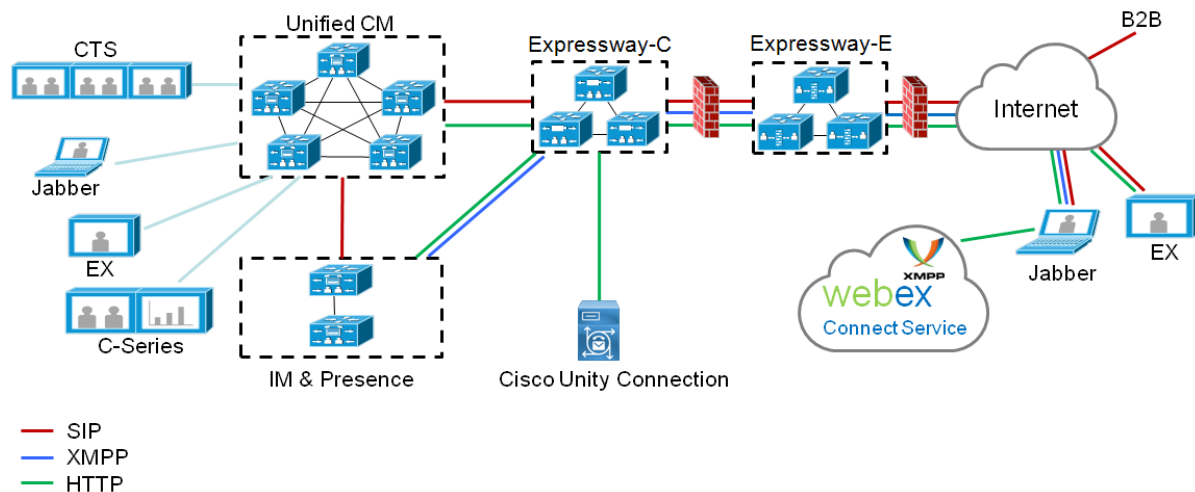 Unified CM
B2B
CTS
Expressway-C
Expressway-E
Internet
Jabber
EX
XMPP
webex
Connect Service
Jabber
EX
C-Series
IM & Presence
Cisco Unity Connection
SIP
XMPP
HTTP